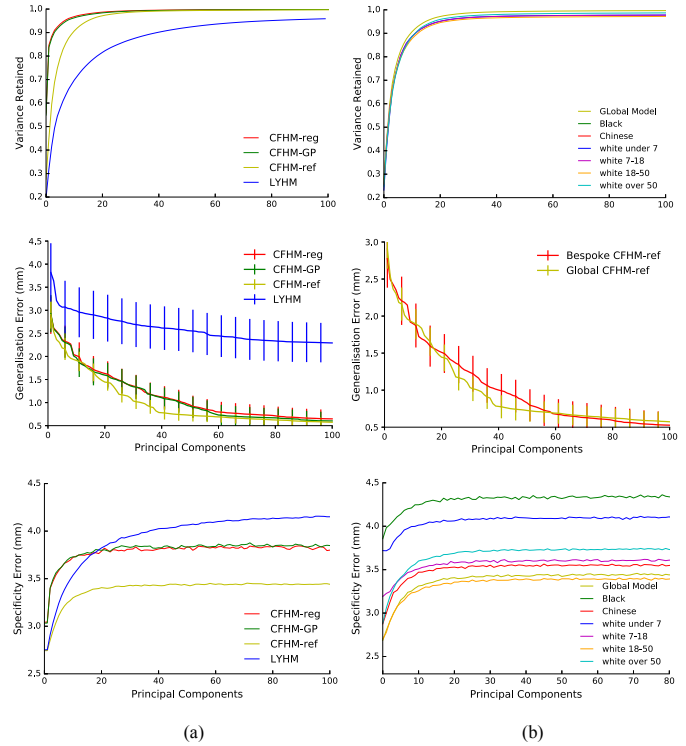 1.0
0.9
0.8
0.7
0.6
0.5
0.4
0.3
0.2
Variance Retained
0 20 40 60 80 100
CFHM-reg
CFHM-GP
CFHM-ref
LYHM
1.0
0.9
0.8
0.7
0.6
0.5
0.4
0.3
0.2
Variance Retained
0 20 40 60 80 100
GLobal Model
Black
Chinese
white under 7
white 7-18
white 18-50
white over 50
4.5
4.0
3.5
3.0
2.5
2.0
1.5
1.0
0.5
Generalisation Error (mm)
0 20 40 60 80 100
Principal Components
CFHM-reg
CFHM-GP
CFHM-ref
LYHM
3.0
2.5
2.0
1.5
1.0
0.5
Generalisation Error (mm)
0 20 40 60 80 100
Principal Components
Bespoke CFHM-ref
Global CFHM-ref
4.5
4.0
3.5
3.0
2.5
Specificity Error (mm)
0 20 40 60 80 100
Principal Components
CFHM-reg
CFHM-GP
CFHM-ref
LYHM
4.5
4.0
3.5
3.0
2.5
Specificity Error (mm)
0 10 20 30 40 50 60 70 80
Principal Components
Global Model
Black
Chinese
white under 7
white 7-18
white 18-50
white over 50
(a)
(b)